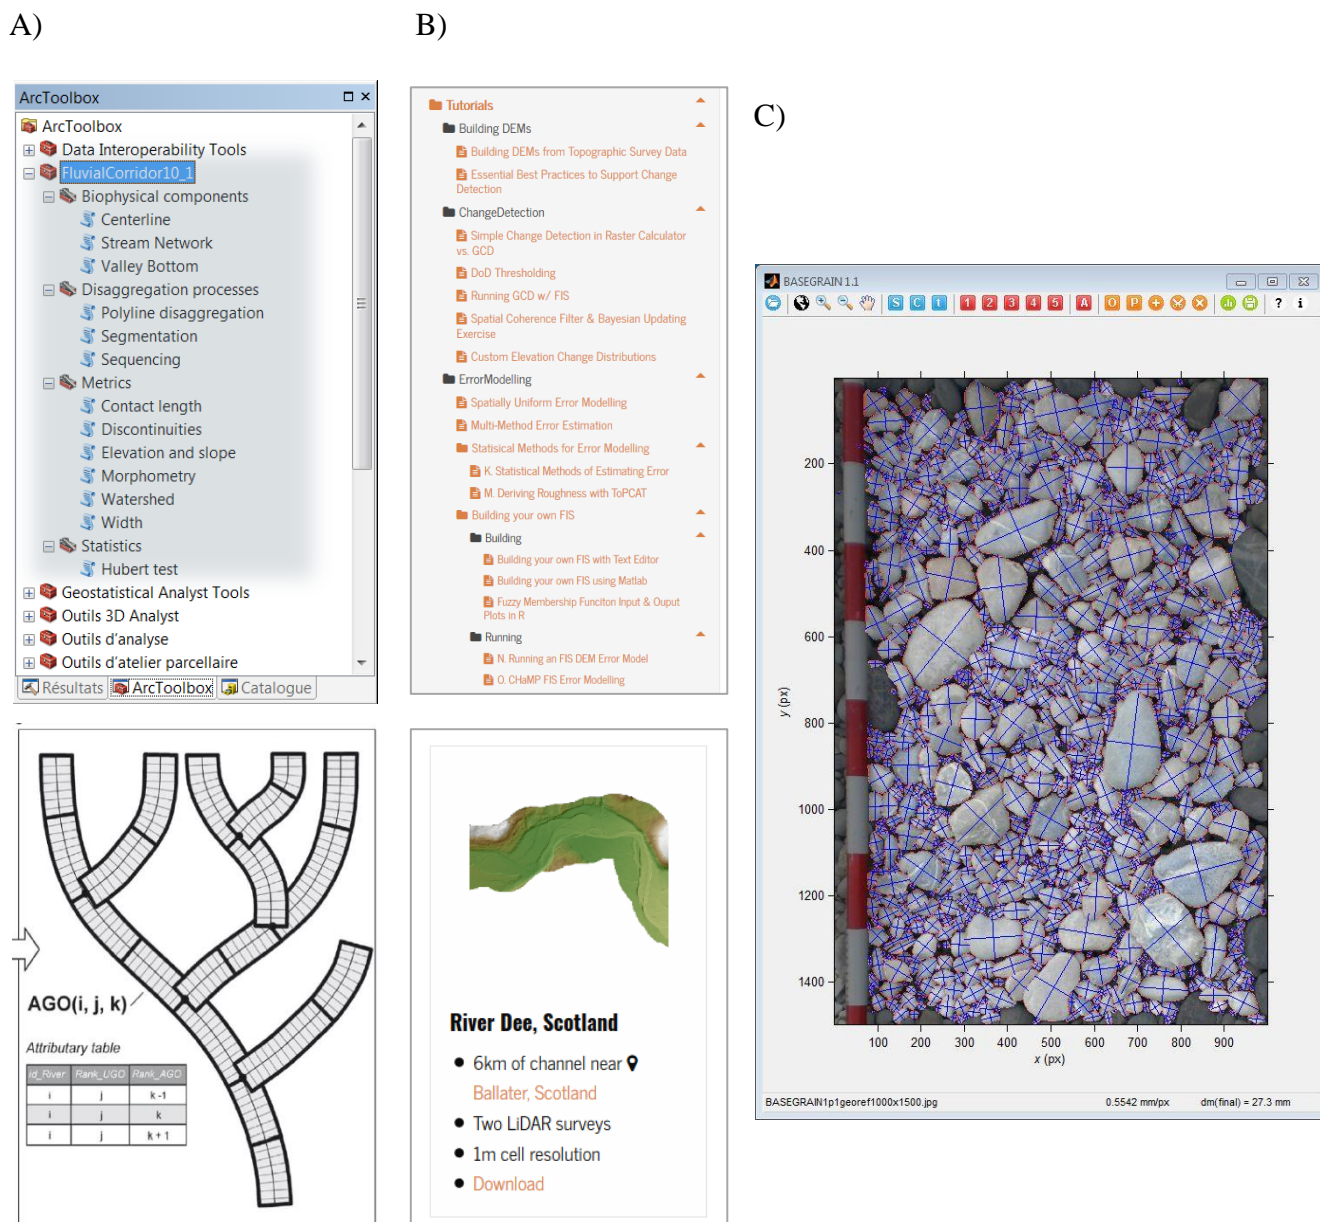 A)
B)
C)
ArcToolbox
ArcToolbox
Data Interoperability Tools
FluvialCorridor10_1
Biophysical components
Centerline
Stream Network
Valley Bottom
Disaggregation processes
Polyline disaggregation
Segmentation
Sequencing
Metrics
Contact length
Discontinuities
Elevation and slope
Morphometry
Watershed
Width
Statistics
Hubert test
Geostatistical Analyst Tools
Outils 3D Analyst
Outils d'analyse
Outils d'atelier parcellaire
Résultats ArcToolbox Catalogue
AGO(i, j, k)
Attributary table
id_River Rank_UGO Rank_AGO
i j k -1
i j k
i j k + 1
Tutorials
Building DEMs
Building DEMs from Topographic Survey Data
Essential Best Practices to Support Change
Detection
ChangeDetection
Simple Change Detection in Raster Calculator
vs. GCD
DoD Thresholding
Running GCD w/ FIS
Spatial Coherence Filter & Bayesian Updating
Exercise
Custom Elevation Change Distributions
ErrorModelling
Spatially Uniform Error Modelling
Multi-Method Error Estimation
Statisical Methods for Error Modelling
K. Statistical Methods of Estimating Error
M. Deriving Roughness with ToPCAT
Building your own FIS
Building
Building your own FIS with Text Editor
Building your own FIS using Matlab
Fuzzy Membership Funciton Input & Ouput
Plots in R
Running
N. Running an FIS DEM Error Model
O. CHaMP FIS Error Modelling
River Dee, Scotland
6km of channel near
Ballater, Scotland
Two LiDAR surveys
1m cell resolution
Download
BASEGRAIN 1.1
S C t 1 2 3 4 5 A O P ? i
200
400
600
800
1000
1200
1400
y (px)
100 200 300 400 500 600 700 800 900
x (px)
BASEGRAIN1p1georef1000x1500.jpg 0.5542 mm/px dm(final) = 27.3 mm